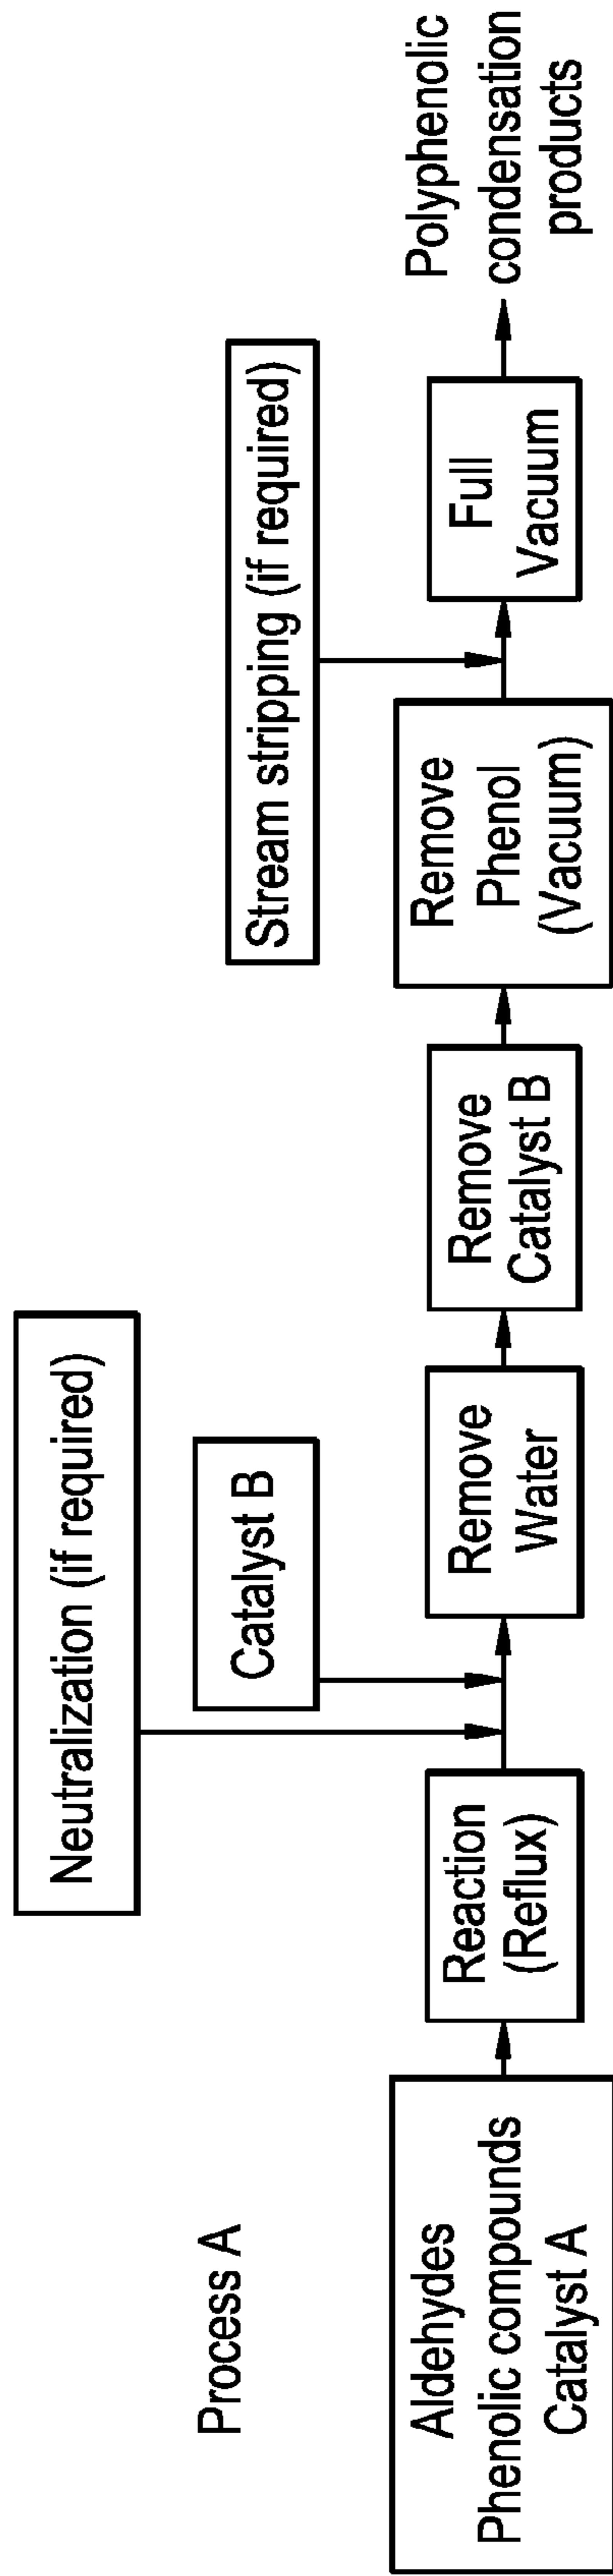 Process A
Neutralization (if required)
Catalyst B
Stream stripping (if required)
Aldehydes
Phenolic compounds
Catalyst A
Reaction
(Reflux)
Remove
Water
Remove
Catalyst B
Remove
Phenol
(Vacuum)
Full
Vacuum
Polyphenolic
condensation
products